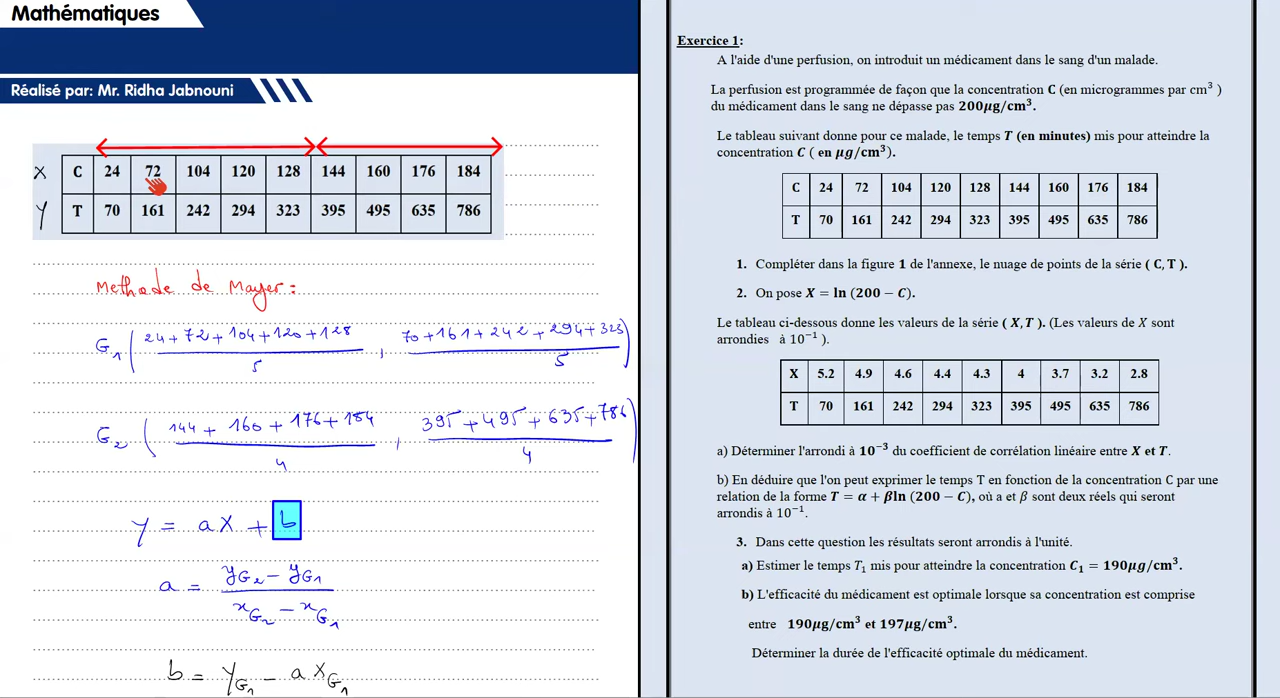 Mathématiques
Réalisé par: Mr. Ridha Jabnouni
X C 24 72 104 120 128 144 160 176 184
Y T 70 161 242 294 323 395 495 635 786
Methode de Mayer :
G1 ( (24+72+104+120+128)/5 , (70+161+242+294+323)/5 )
G2 ( (144+160+176+184)/4 , (395+495+635+786)/4 )
y = aX + b
a = (yG2 - yG1)/(xG2 - xG1)
b = yG1 - a XG1
Exercice 1:
A l'aide d'une perfusion, on introduit un médicament dans le sang d'un malade.
La perfusion est programmée de façon que la concentration C (en microgrammes par cm³ )
du médicament dans le sang ne dépasse pas 200μg/cm³.
Le tableau suivant donne pour ce malade, le temps T (en minutes) mis pour atteindre la
concentration C ( en μg/cm³).
C 24 72 104 120 128 144 160 176 184
T 70 161 242 294 323 395 495 635 786
1. Compléter dans la figure 1 de l'annexe, le nuage de points de la série ( C, T ).
2. On pose X = ln (200 − C).
Le tableau ci-dessous donne les valeurs de la série ( X, T ). (Les valeurs de X sont
arrondies à 10⁻¹ ).
X 5.2 4.9 4.6 4.4 4.3 4 3.7 3.2 2.8
T 70 161 242 294 323 395 495 635 786
a) Déterminer l'arrondi à 10⁻³ du coefficient de corrélation linéaire entre X et T.
b) En déduire que l'on peut exprimer le temps T en fonction de la concentration C par une
relation de la forme T = α + βln (200 − C), où a et β sont deux réels qui seront
arrondis à 10⁻¹.
3. Dans cette question les résultats seront arrondis à l'unité.
a) Estimer le temps T₁ mis pour atteindre la concentration C₁ = 190μg/cm³.
b) L'efficacité du médicament est optimale lorsque sa concentration est comprise
entre 190μg/cm³ et 197μg/cm³.
Déterminer la durée de l'efficacité optimale du médicament.